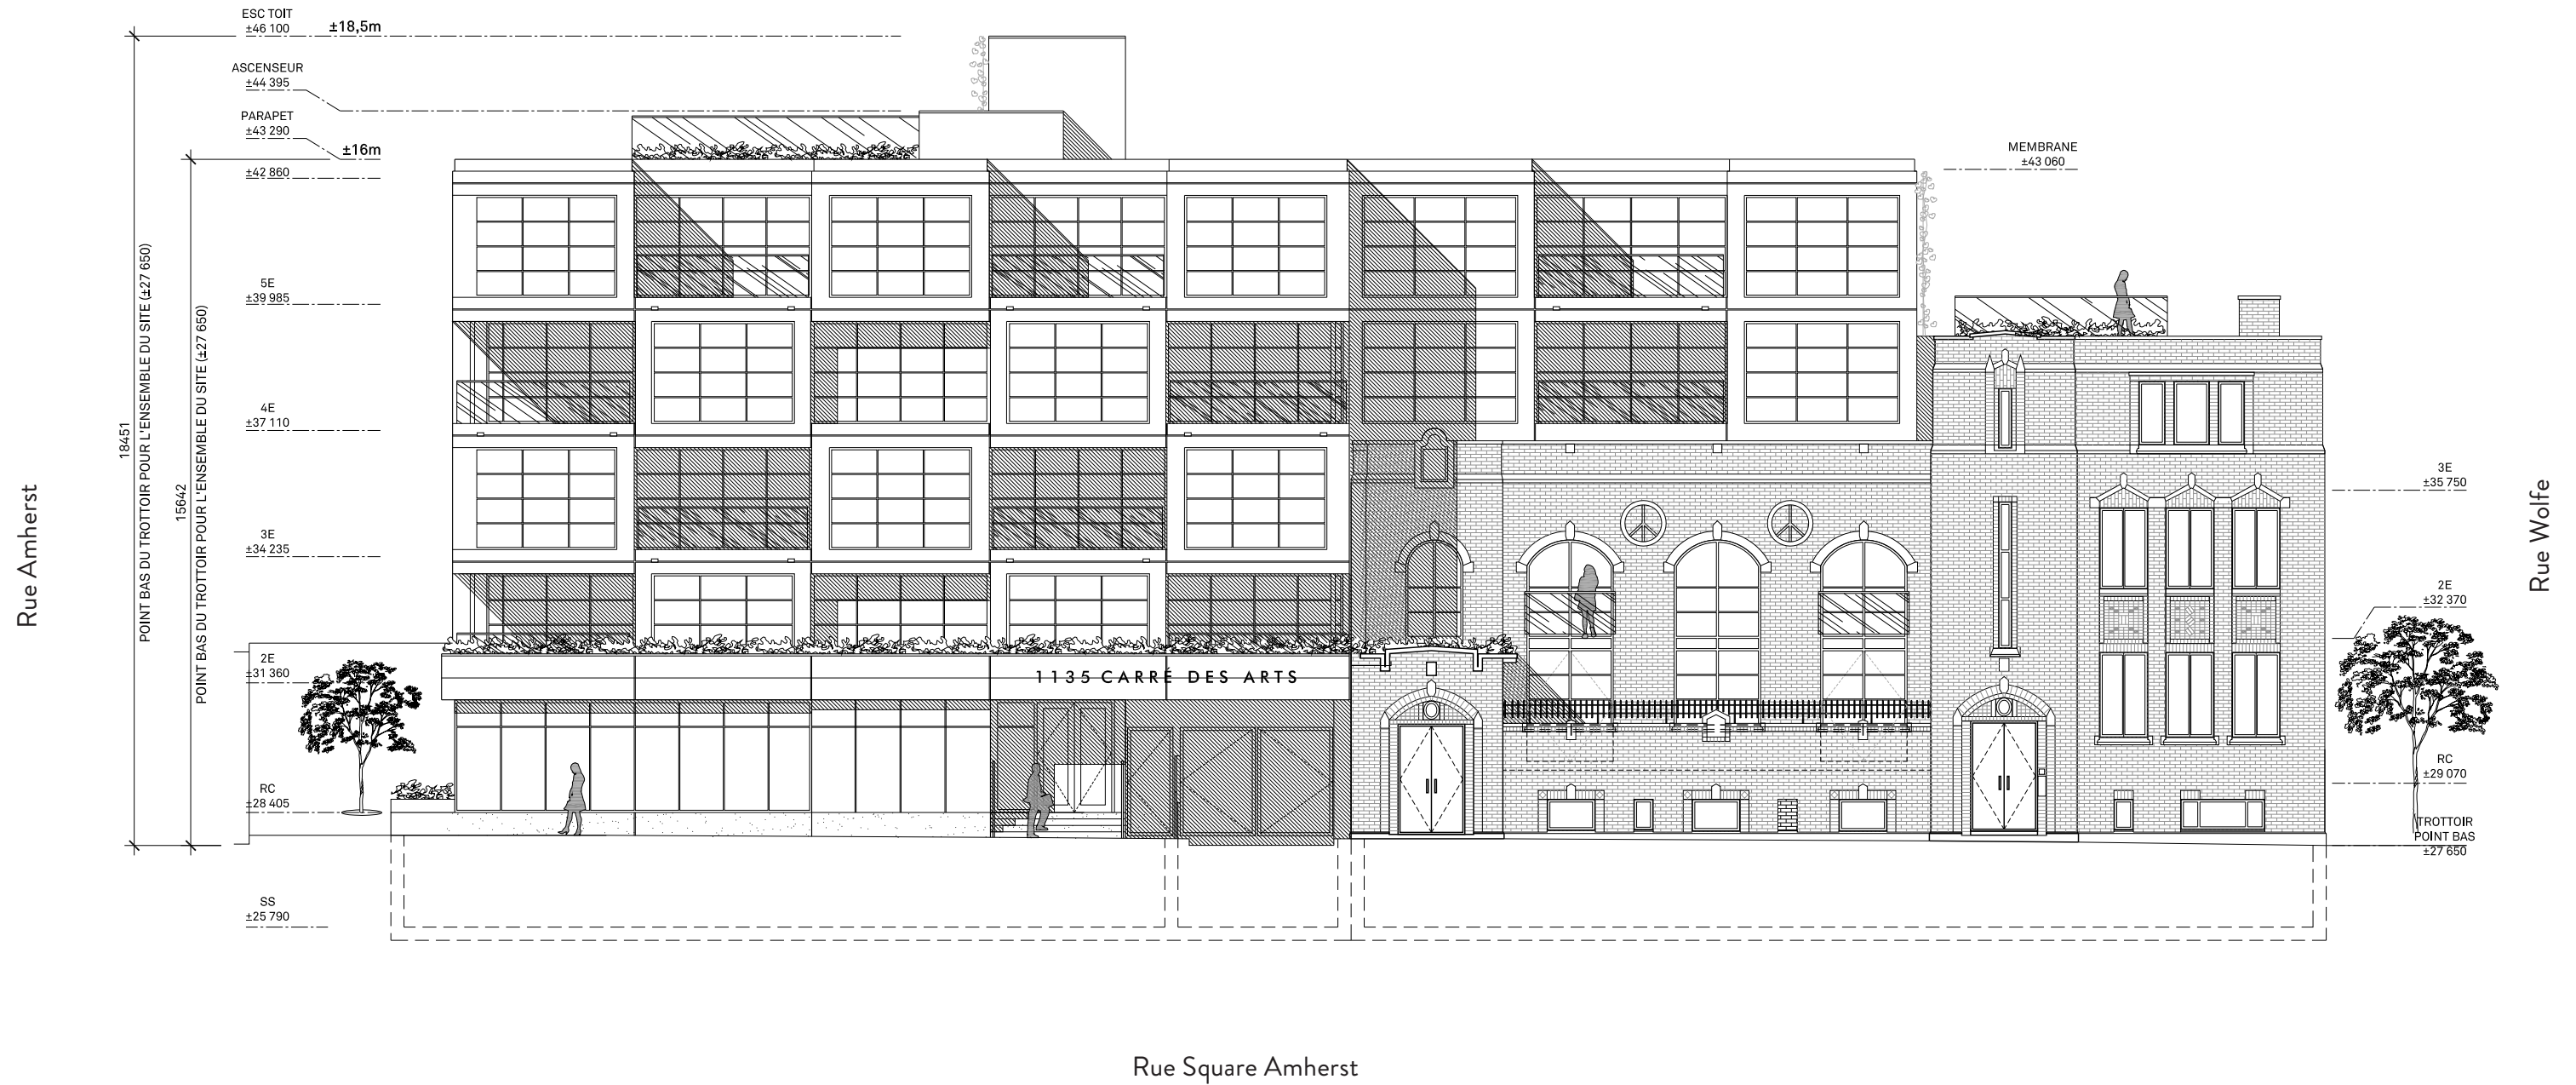 ESC TOIT
±46 100
±18,5m
ASCENSEUR
±44 395
PARAPET
±43 290
±16m
±42 860
MEMBRANE
±43 060
5E
±39 985
4E
±37 110
3E
±34 235
2E
±31 360
RC
±28 405
SS
±25 790
18451
POINT BAS DU TROTTOIR POUR L'ENSEMBLE DU SITE (±27 650)
15642
POINT BAS DU TROTTOIR POUR L'ENSEMBLE DU SITE (±27 650)
Rue Amherst
1135 CARRÉ DES ARTS
3E
±35 750
2E
±32 370
RC
±29 070
TROTTOIR
POINT BAS
±27 650
Rue Wolfe
Rue Square Amherst